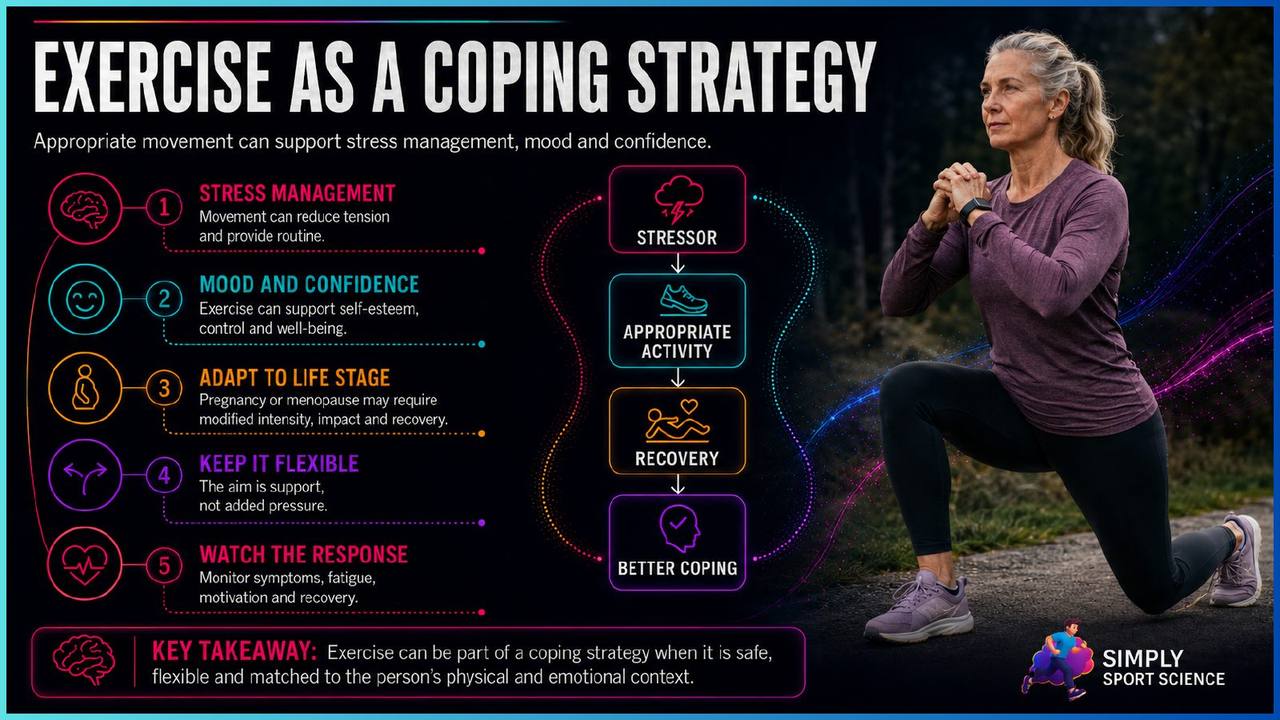 EXERCISE AS A COPING STRATEGY
Appropriate movement can support stress management, mood and confidence.
1
STRESS MANAGEMENT
Movement can reduce tension
and provide routine.
2
MOOD AND CONFIDENCE
Exercise can support self-esteem,
control and well-being.
3
ADAPT TO LIFE STAGE
Pregnancy or menopause may require
modified intensity, impact and recovery.
4
KEEP IT FLEXIBLE
The aim is support,
not added pressure.
5
WATCH THE RESPONSE
Monitor symptoms, fatigue,
motivation and recovery.
STRESSOR
APPROPRIATE
ACTIVITY
RECOVERY
BETTER COPING
KEY TAKEAWAY: Exercise can be part of a coping strategy when it is safe,
flexible and matched to the person's physical and emotional context.
SIMPLY
SPORT SCIENCE